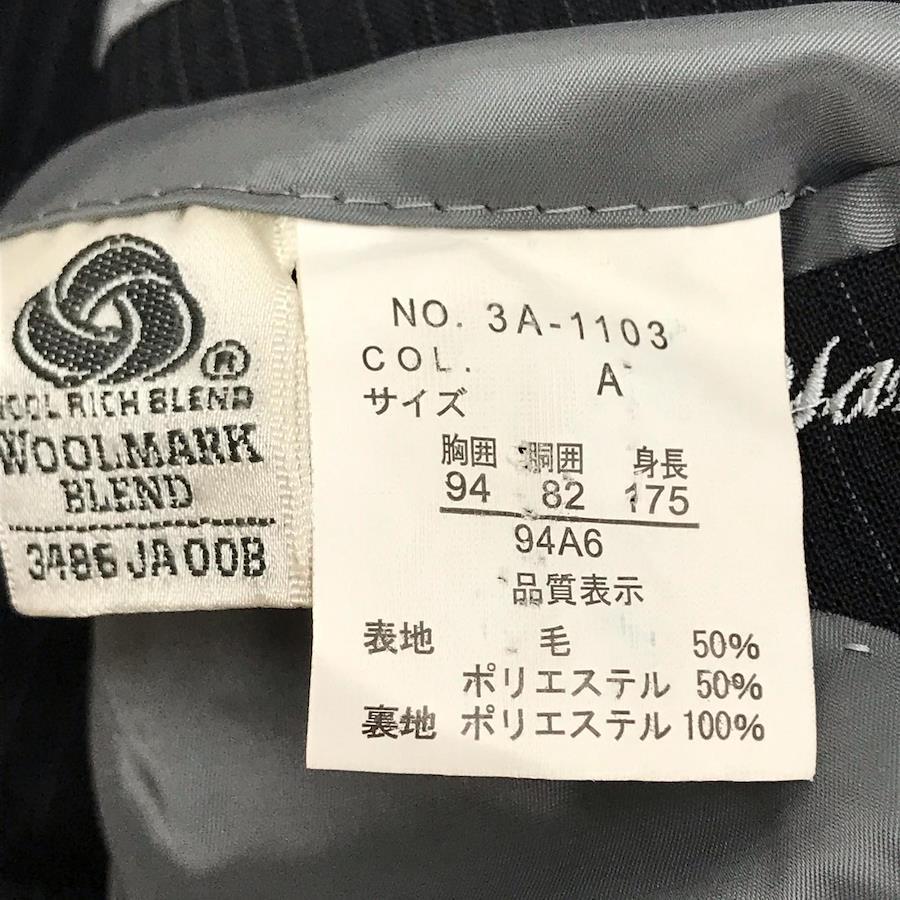 WOOL RICH BLEND
WOOLMARK
BLEND
3486 JA 00B
NO. 3A-1103
COL. A
サイズ
胸囲 胴囲 身長
94 82 175
94A6
品質表示
表地 毛 50%
ポリエステル 50%
裏地 ポリエステル 100%